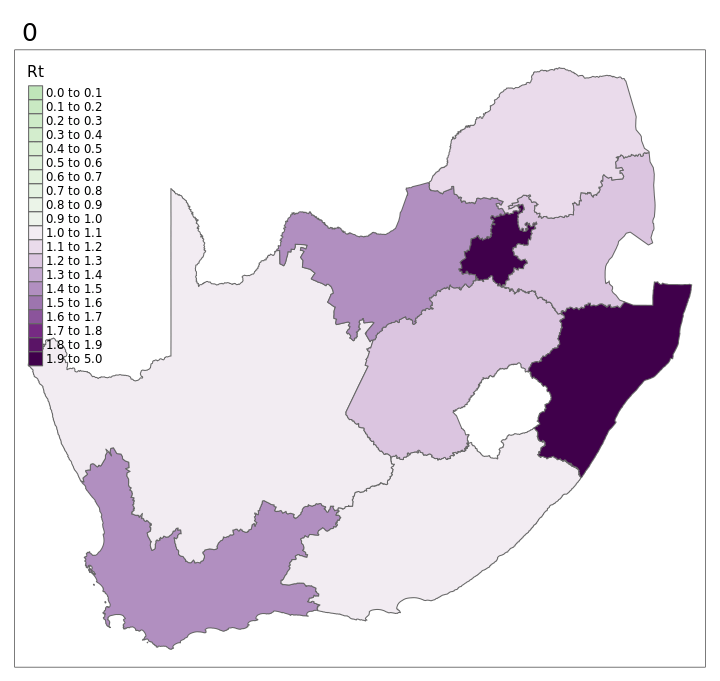 0
Rt
0.0 to 0.1
0.1 to 0.2
0.2 to 0.3
0.3 to 0.4
0.4 to 0.5
0.5 to 0.6
0.6 to 0.7
0.7 to 0.8
0.8 to 0.9
0.9 to 1.0
1.0 to 1.1
1.1 to 1.2
1.2 to 1.3
1.3 to 1.4
1.4 to 1.5
1.5 to 1.6
1.6 to 1.7
1.7 to 1.8
1.8 to 1.9
1.9 to 5.0